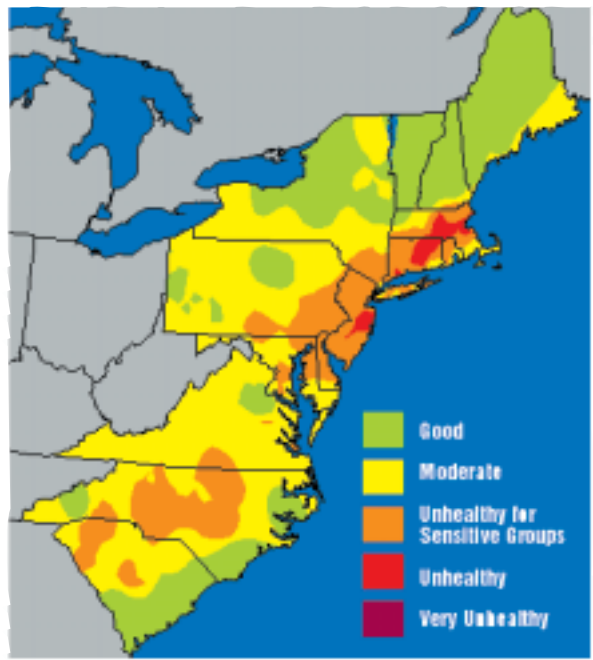 Good
Moderate
Unhealthy for
Sensitive Groups
Unhealthy
Very Unhealthy